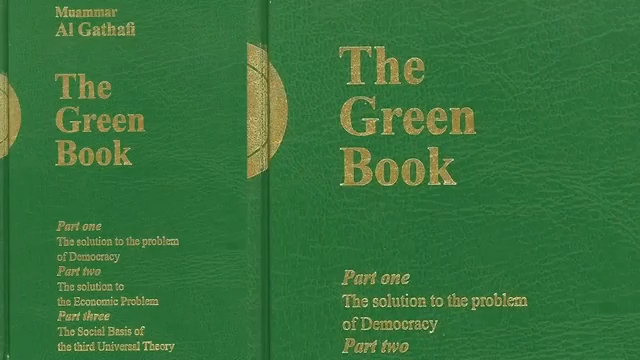 Muammar
Al Gathafi
The
Green
Book
Part one
The solution to the problem
of Democracy
Part two
The solution to
the Economic Problem
Part three
The Social Basis of
the third Universal Theory
The
Green
Book
Part one
The solution to the problem
of Democracy
Part two